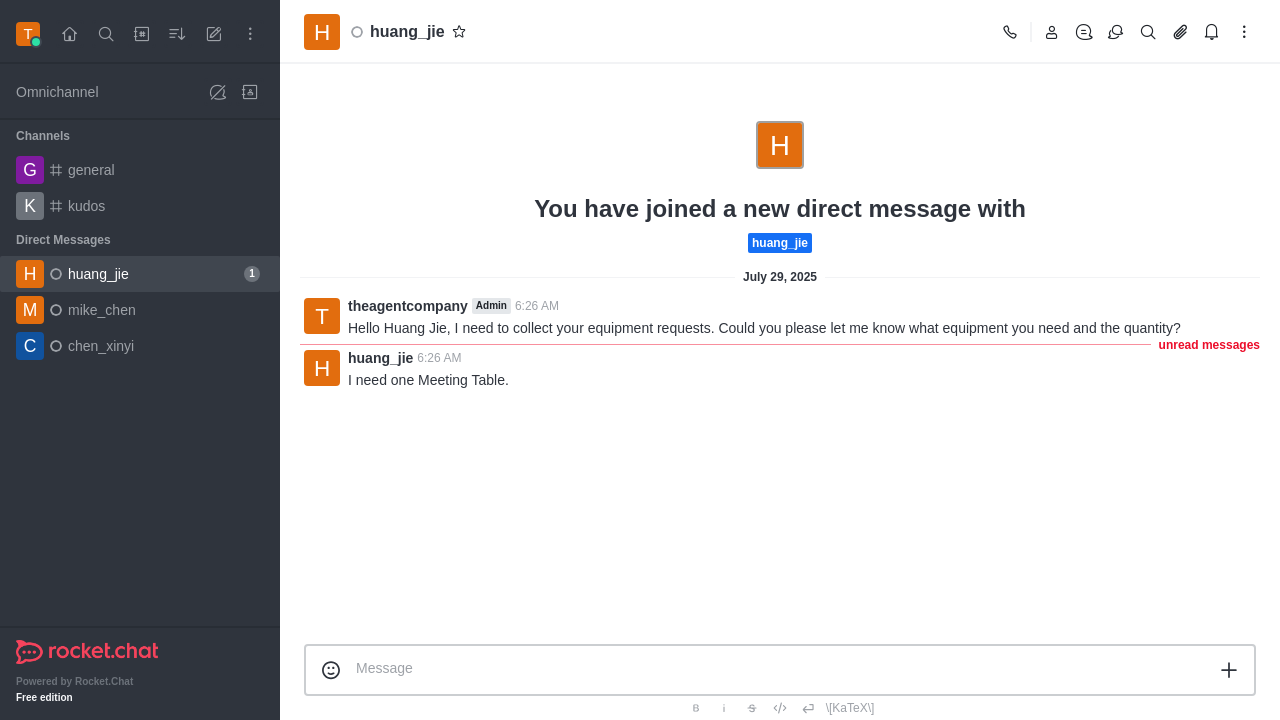 T
H
huang_jie
Omnichannel
Channels
G
general
K
kudos
Direct Messages
H
huang_jie
1
M
mike_chen
C
chen_xinyi
rocket.chat
Powered by Rocket.Chat
Free edition
H
You have joined a new direct message with
huang_jie
July 29, 2025
T
theagentcompany Admin 6:26 AM
Hello Huang Jie, I need to collect your equipment requests. Could you please let me know what equipment you need and the quantity?
unread messages
H
huang_jie 6:26 AM
I need one Meeting Table.
Message
B i S \[KaTeX\]